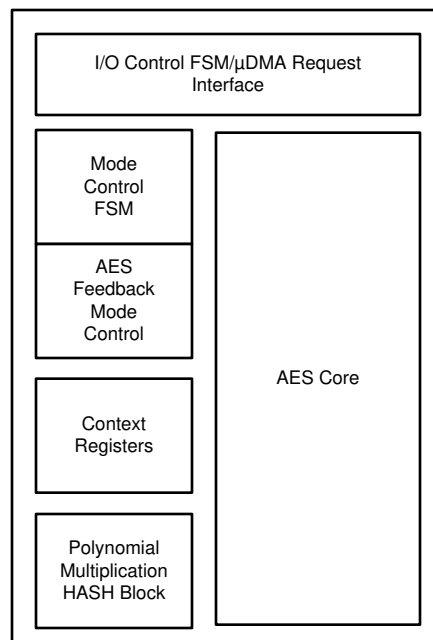 I/O Control FSM/µDMA Request
Interface
Mode
Control
FSM
AES
Feedback
Mode
Control
AES Core
Context
Registers
Polynomial
Multiplication
HASH Block